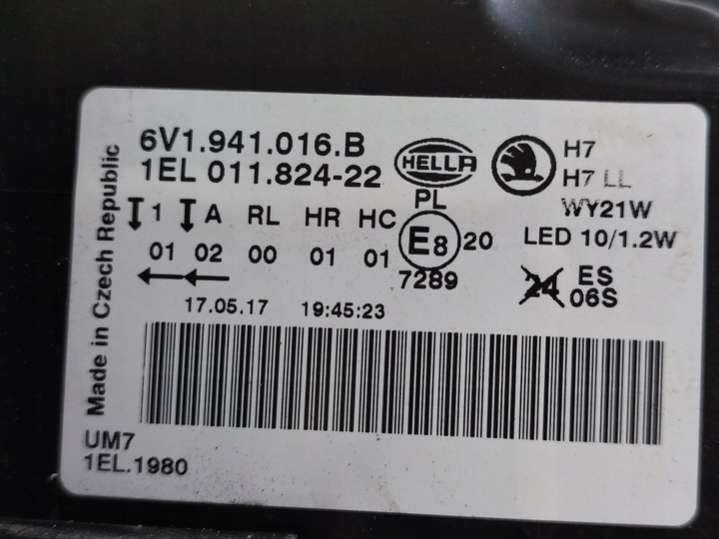 6V1.941.016.B
1EL 011.824-22
HELLA
H7
H7 LL
WY21W
LED 10/1.2W
PL
1 A RL HR HC
01 02 00 01 01
E8 20
7289
24
ES
06S
17.05.17 19:45:23
Made in Czech Republic
UM7
1EL.1980